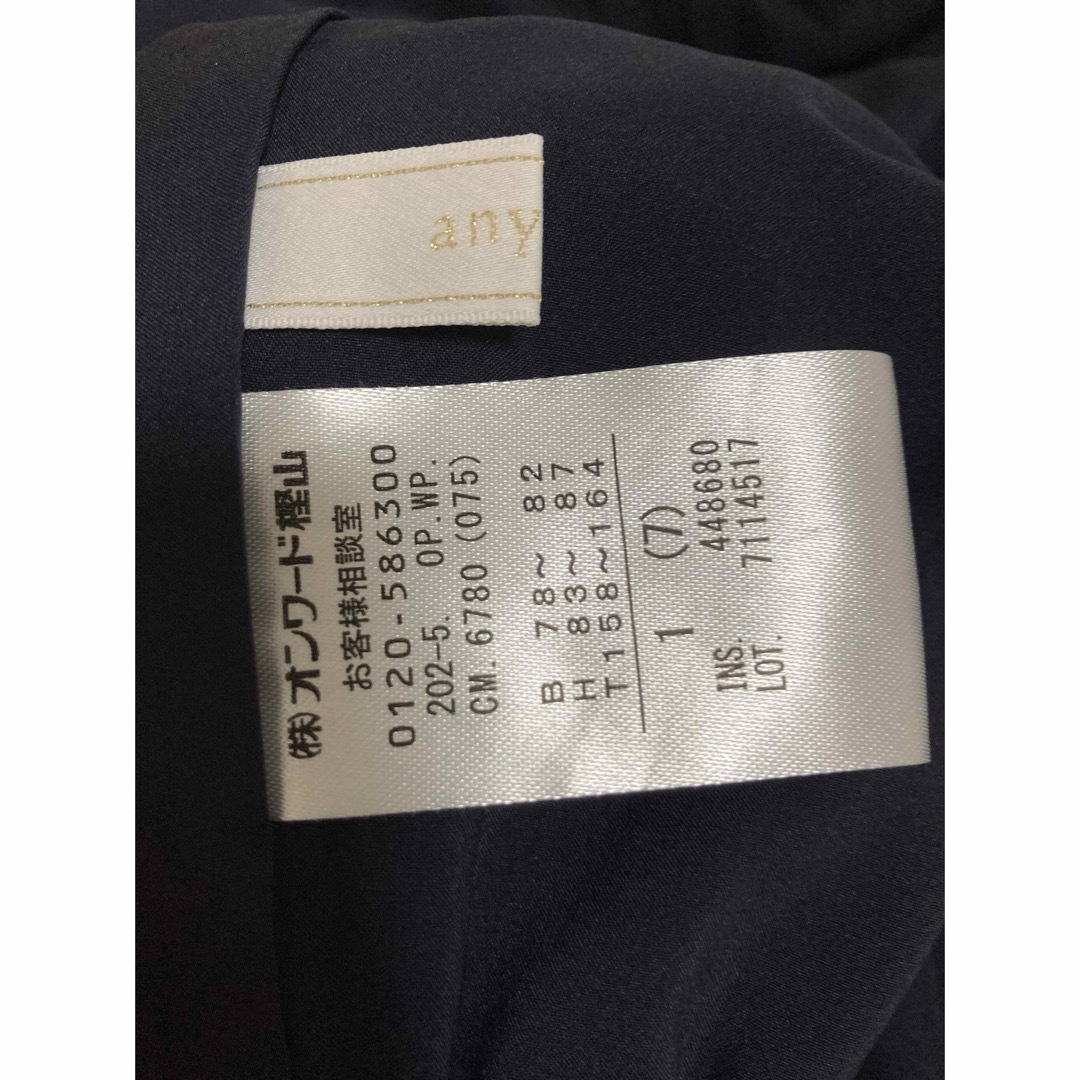 any
㈱オンワード樫山
お客様相談室
0120-586300
202-5. OP.WP.
CM.6780(075)
B 78～ 82
H 83～ 87
T158～164
1 (7)
INS. 448680
LOT. 7114517